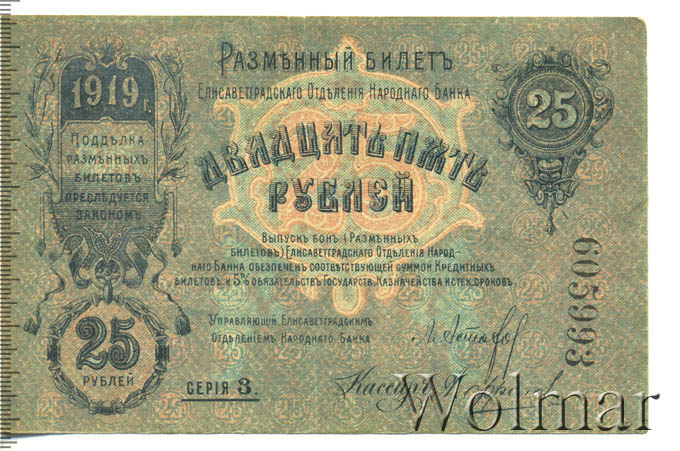 1919 г.
Поддѣлка
размѣнныхъ
билетовъ
преслѣдуется
закономъ
25
рублей
Размѣнный билетъ
Елисаветградскаго Отдѣленія Народнаго Банка
Двадцать пять
рублей
Выпускъ бонъ (Размѣнныхъ
билетовъ) Елисаветградскаго Отдѣленія Народ-
наго Банка обезпеченъ соотвѣтствующей суммой Кредитныхъ
билетовъ и 5% обязательствъ Государств. Казначейства истек. сроковъ.
Управляющій Елисаветградскимъ
Отдѣленіемъ Народнаго Банка
Серія 3.
Кассиръ
25
605993
Wolmar